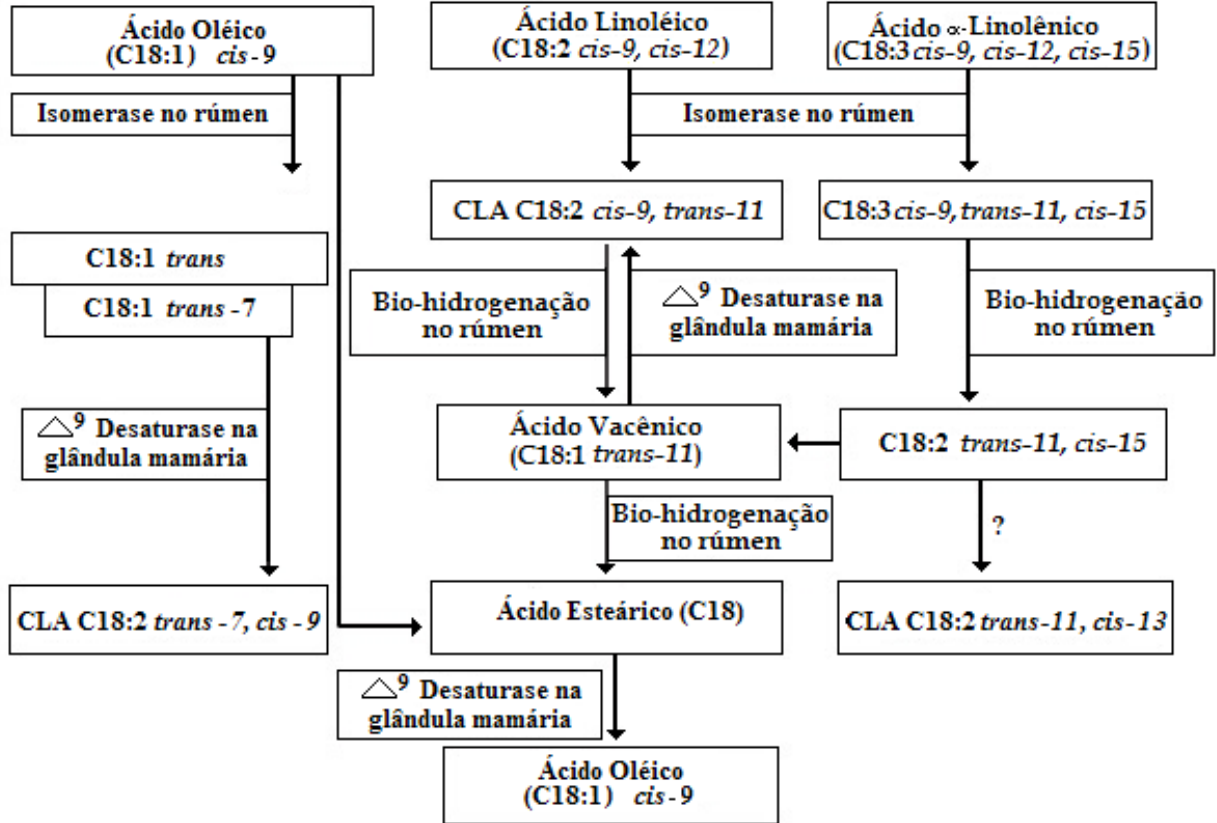 Ácido Oléico
(C18:1) cis-9
Ácido Linoléico
(C18:2 cis-9, cis-12)
Ácido α-Linolênico
(C18:3 cis-9, cis-12, cis-15)
Isomerase no rúmen
Isomerase no rúmen
CLA C18:2 cis-9, trans-11
C18:3 cis-9, trans-11, cis-15
C18:1 trans
C18:1 trans -7
Bio-hidrogenação
no rúmen
△⁹ Desaturase na
glândula mamária
Bio-hidrogenação
no rúmen
△⁹ Desaturase na
glândula mamária
Ácido Vacênico
(C18:1 trans-11)
C18:2 trans-11, cis-15
Bio-hidrogenação
no rúmen
?
CLA C18:2 trans -7, cis -9
Ácido Esteárico (C18)
CLA C18:2 trans-11, cis-13
△⁹ Desaturase na
glândula mamária
Ácido Oléico
(C18:1) cis-9